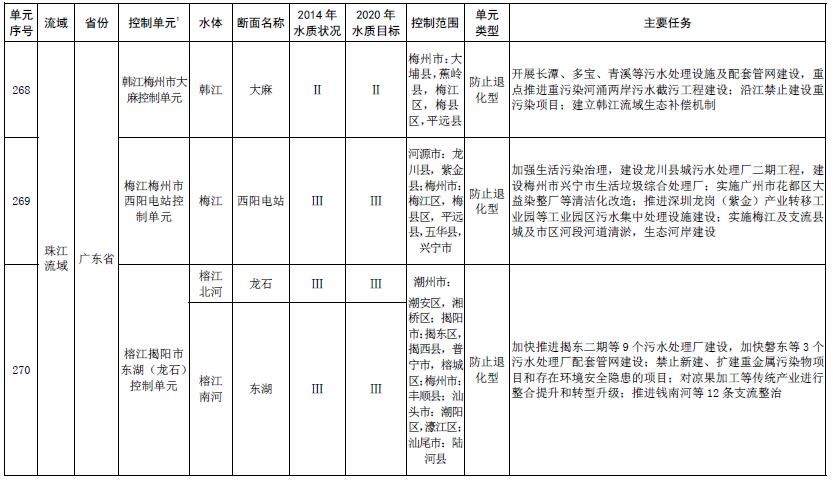 单元
序号
流域
省份
控制单元¹
水体
断面名称
2014 年
水质状况
2020 年
水质目标
控制范围
单元
类型
主要任务
珠江
流域
广东省
268
韩江梅州市大
麻控制单元
韩江
大麻
II
II
梅州市：大
埔县,蕉岭
县，梅江
区，梅县
区,平远县
防止退
化型
开展长潭、多宝、青溪等污水处理设施及配套管网建设，重
点推进重污染河涌两岸污水截污工程建设；沿江禁止建设重
污染项目；建立韩江流域生态补偿机制
269
梅江梅州市
西阳电站控
制单元
梅江
西阳电站
III
III
河源市：龙
川县，紫金
县;梅州市：
梅江区，梅
县区，平远
县,五华县,
兴宁市
防止退
化型
加强生活污染治理，建设龙川县城污水处理厂二期工程，建
设梅州市兴宁市生活垃圾综合处理厂；实施广州市花都区大
益染整厂等清洁化改造；推进深圳龙岗（紫金）产业转移工
业园等工业园区污水集中处理设施建设；实施梅江及支流县
城及市区河段河道清淤，生态河岸建设
270
榕江揭阳市
东湖（龙石）
控制单元
榕江
北河
龙石
III
III
榕江
南河
东湖
III
III
潮州市：
潮安区，湘
桥区；揭阳
市:揭东区，
揭西县，普
宁市，榕城
区;梅州市：
丰顺县；汕
头市：潮阳
区,濠江区；
汕尾市：陆
河县
防止退
化型
加快推进揭东二期等 9 个污水处理厂建设，加快磐东等 3 个
污水处理厂配套管网建设；禁止新建、扩建重金属污染物项
目和存在环境安全隐患的项目；对凉果加工等传统产业进行
整合提升和转型升级；推进钱南河等 12 条支流整治